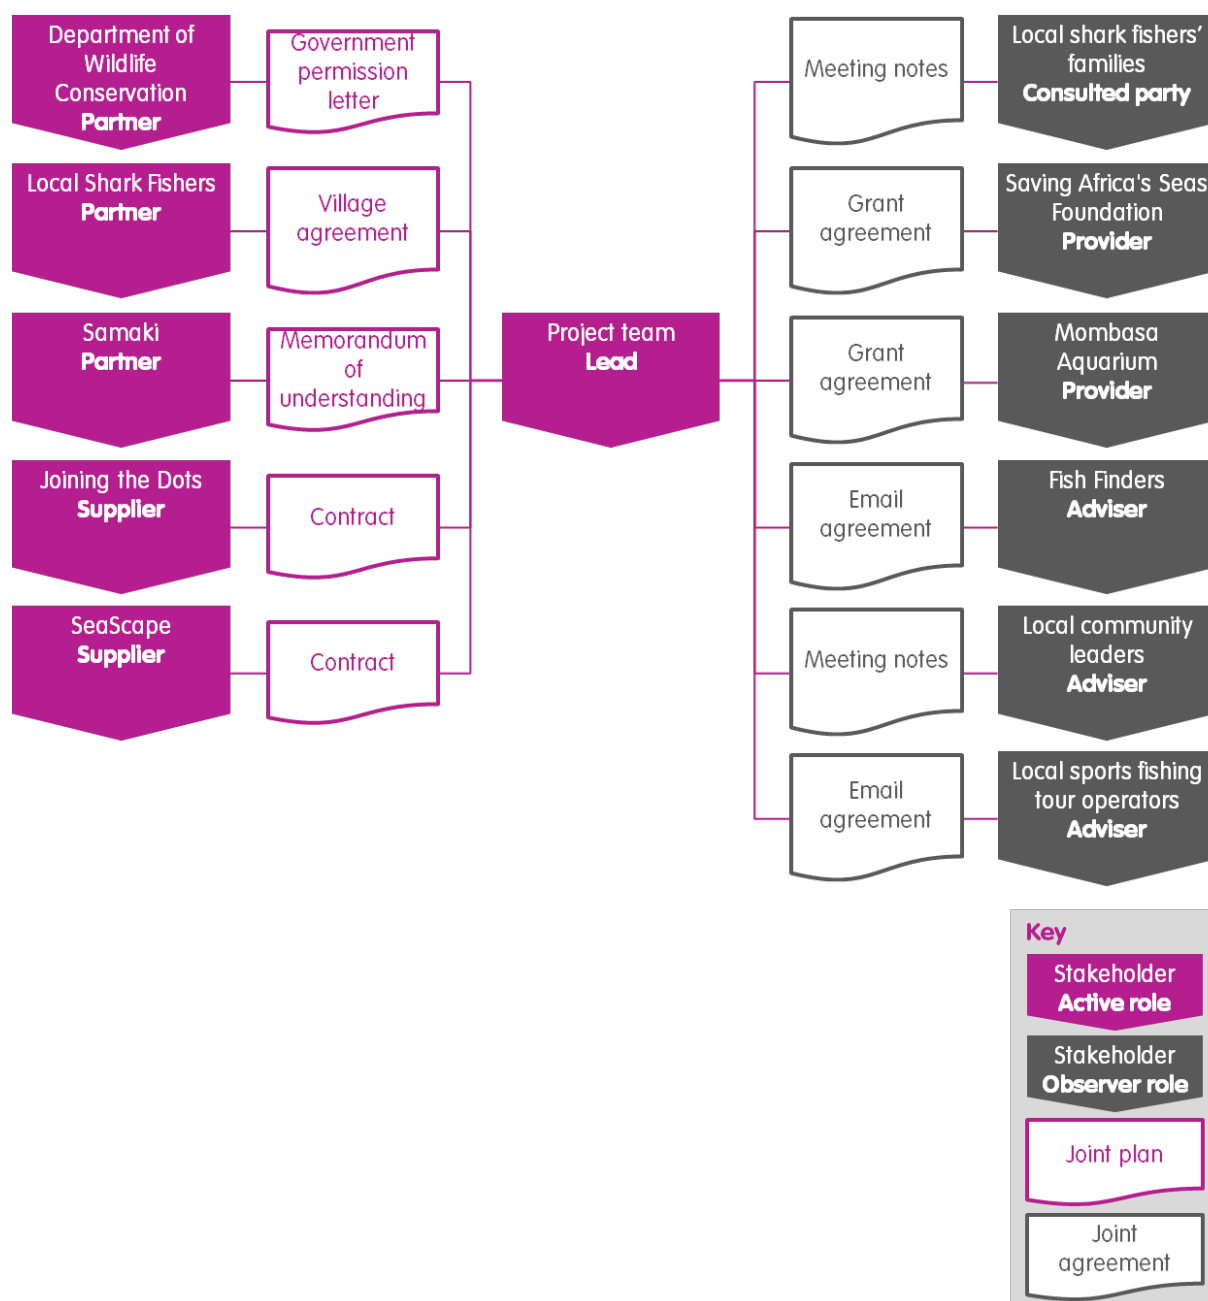 Department of
Wildlife
Conservation
Partner
Government
permission
letter
Local Shark Fishers
Partner
Village
agreement
Samaki
Partner
Memorandum
of
understanding
Joining the Dots
Supplier
Contract
SeaScape
Supplier
Contract
Project team
Lead
Meeting notes
Local shark fishers’
families
Consulted party
Grant
agreement
Saving Africa's Seas
Foundation
Provider
Grant
agreement
Mombasa
Aquarium
Provider
Email
agreement
Fish Finders
Adviser
Meeting notes
Local community
leaders
Adviser
Email
agreement
Local sports fishing
tour operators
Adviser
Key
Stakeholder
Active role
Stakeholder
Observer role
Joint plan
Joint
agreement